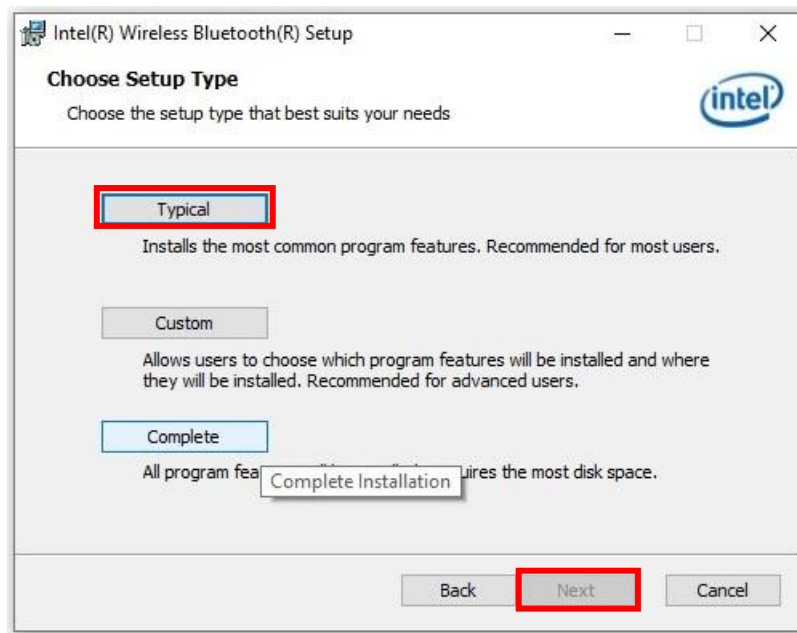 Intel(R) Wireless Bluetooth(R) Setup
Choose Setup Type
Choose the setup type that best suits your needs
intel
Typical
Installs the most common program features. Recommended for most users.
Custom
Allows users to choose which program features will be installed and where
they will be installed. Recommended for advanced users.
Complete
All program fea uires the most disk space.
Complete Installation
Back Next Cancel